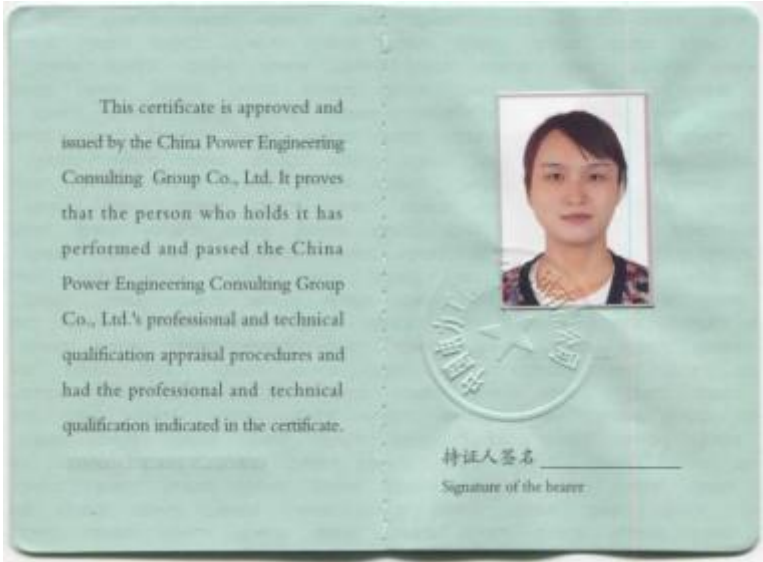 This certificate is approved and
issued by the China Power Engineering
Consulting Group Co., Ltd. It proves
that the person who holds it has
performed and passed the China
Power Engineering Consulting Group
Co., Ltd.'s professional and technical
qualification appraisal procedures and
had the professional and technical
qualification indicated in the certificate.
持证人签名
Signature of the bearer